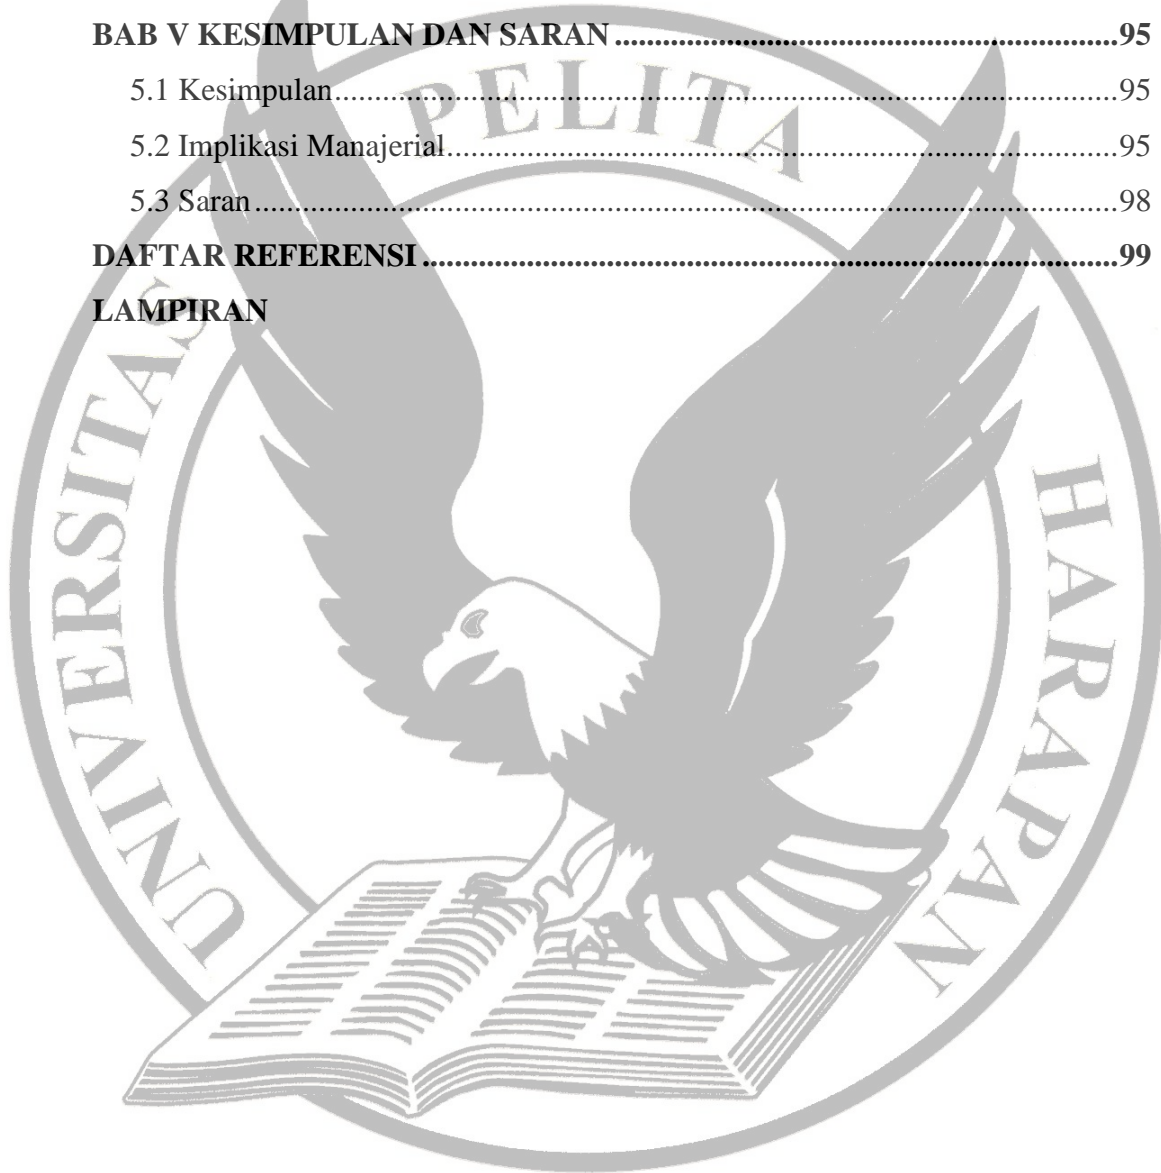 BAB V KESIMPULAN DAN SARAN ................................................................ 95
5.1 Kesimpulan .................................................................................................. 95
5.2 Implikasi Manajerial .................................................................................... 95
5.3 Saran ............................................................................................................ 98
DAFTAR REFERENSI ........................................................................................ 99
LAMPIRAN
UNIVERSITAS
PELITA
HARAPAN